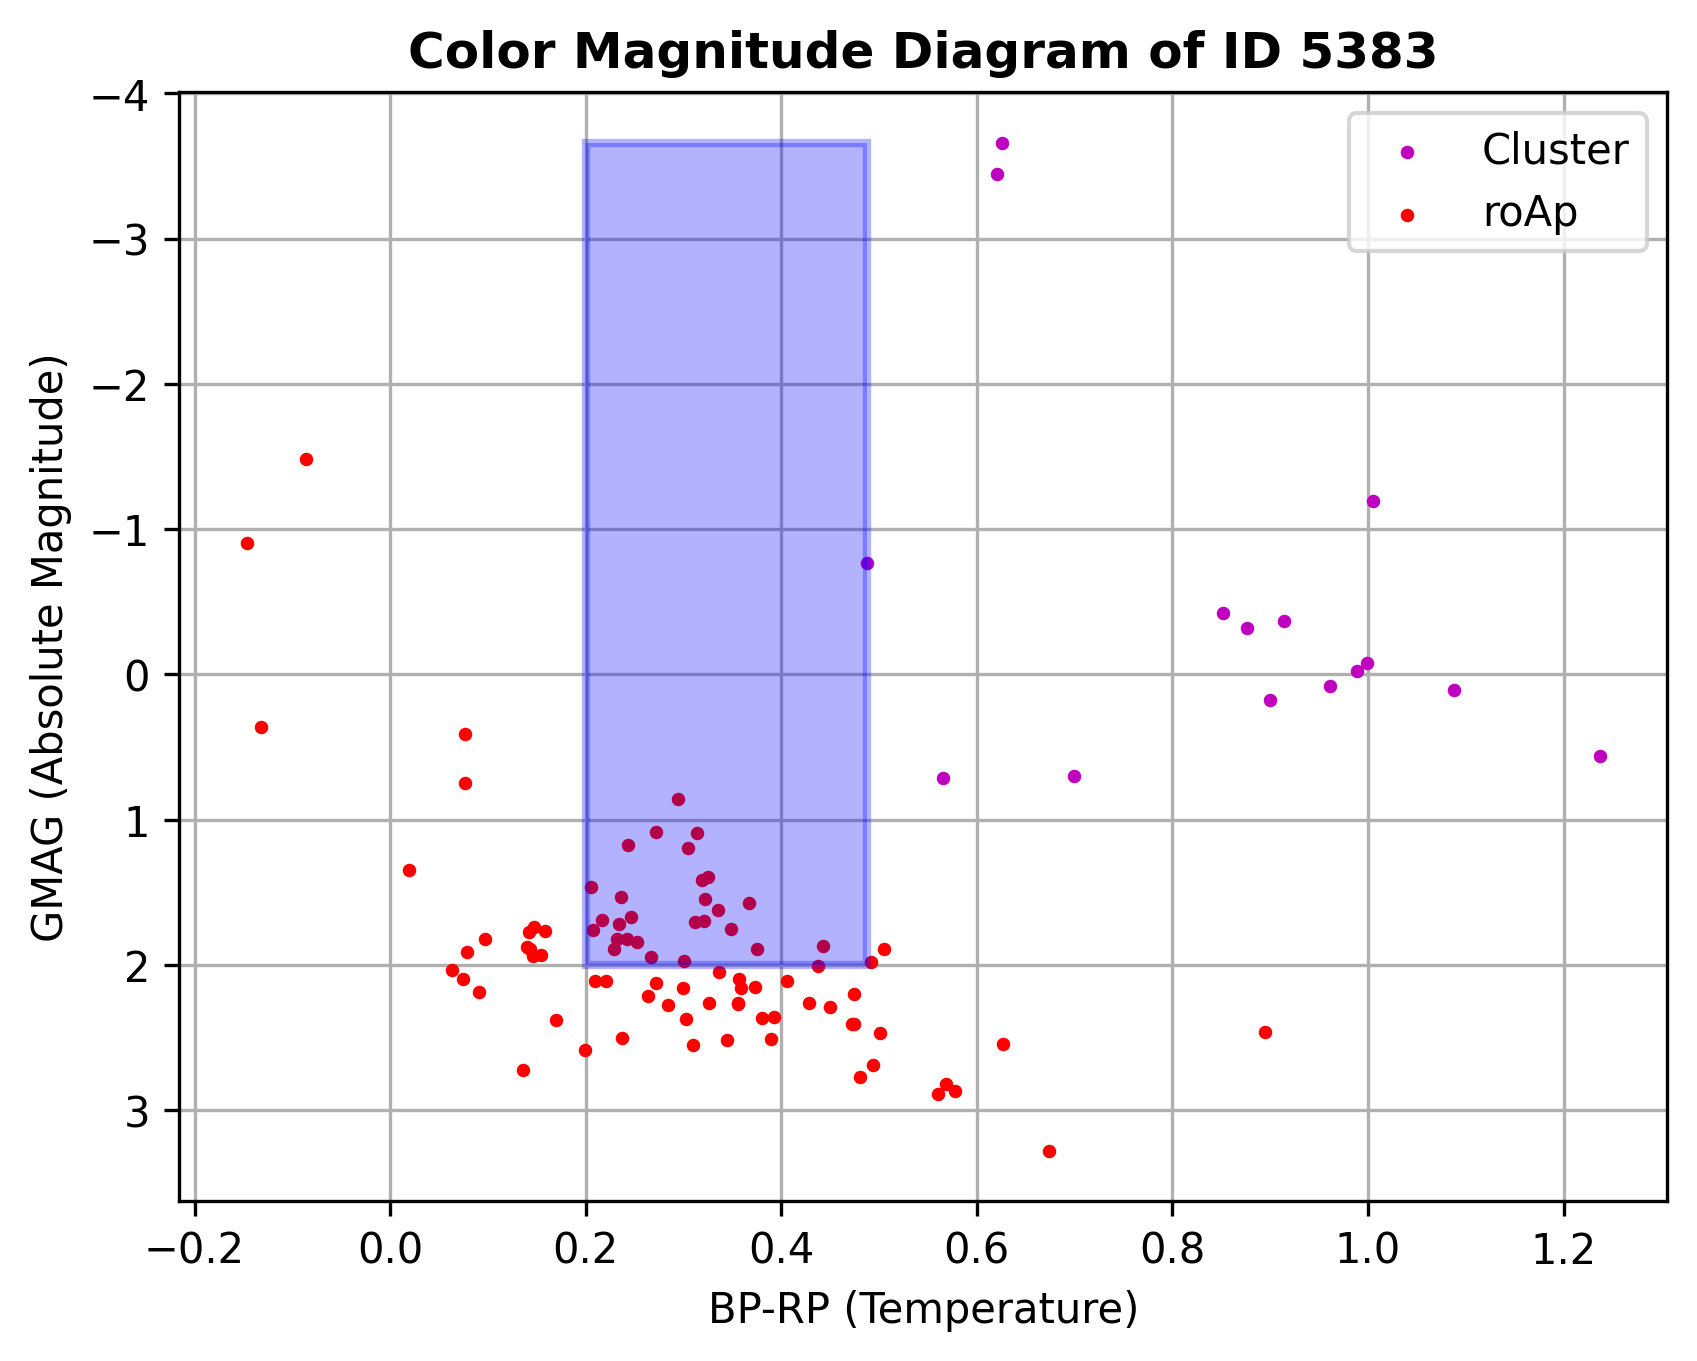 Color Magnitude Diagram of ID 5383
Cluster
roAp
GMAG (Absolute Magnitude)
−4
−3
−2
−1
0
1
2
3
−0.2 0.0 0.2 0.4 0.6 0.8 1.0 1.2
BP-RP (Temperature)